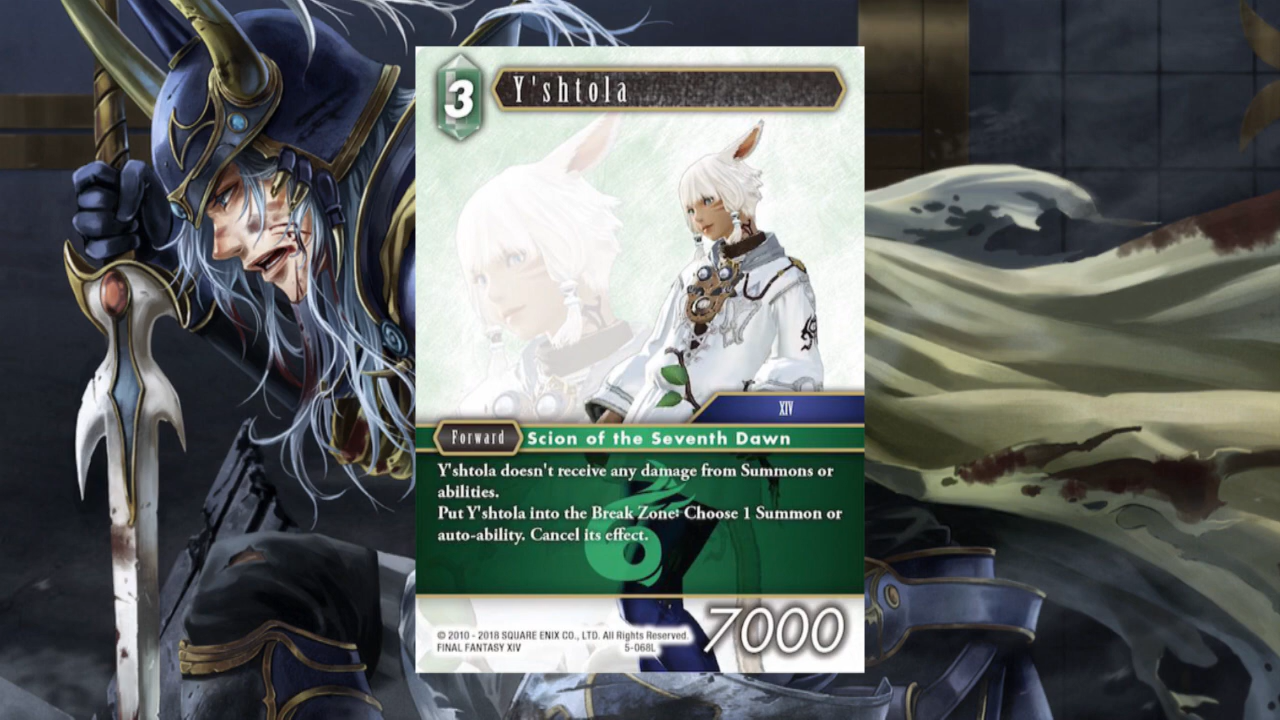 3
Y'shtola
XIV
Forward
Scion of the Seventh Dawn
Y'shtola doesn't receive any damage from Summons or
abilities.
Put Y'shtola into the Break Zone: Choose 1 Summon or
auto-ability. Cancel its effect.
7000
© 2010 - 2018 SQUARE ENIX CO., LTD. All Rights Reserved.
FINAL FANTASY XIV 5-068L